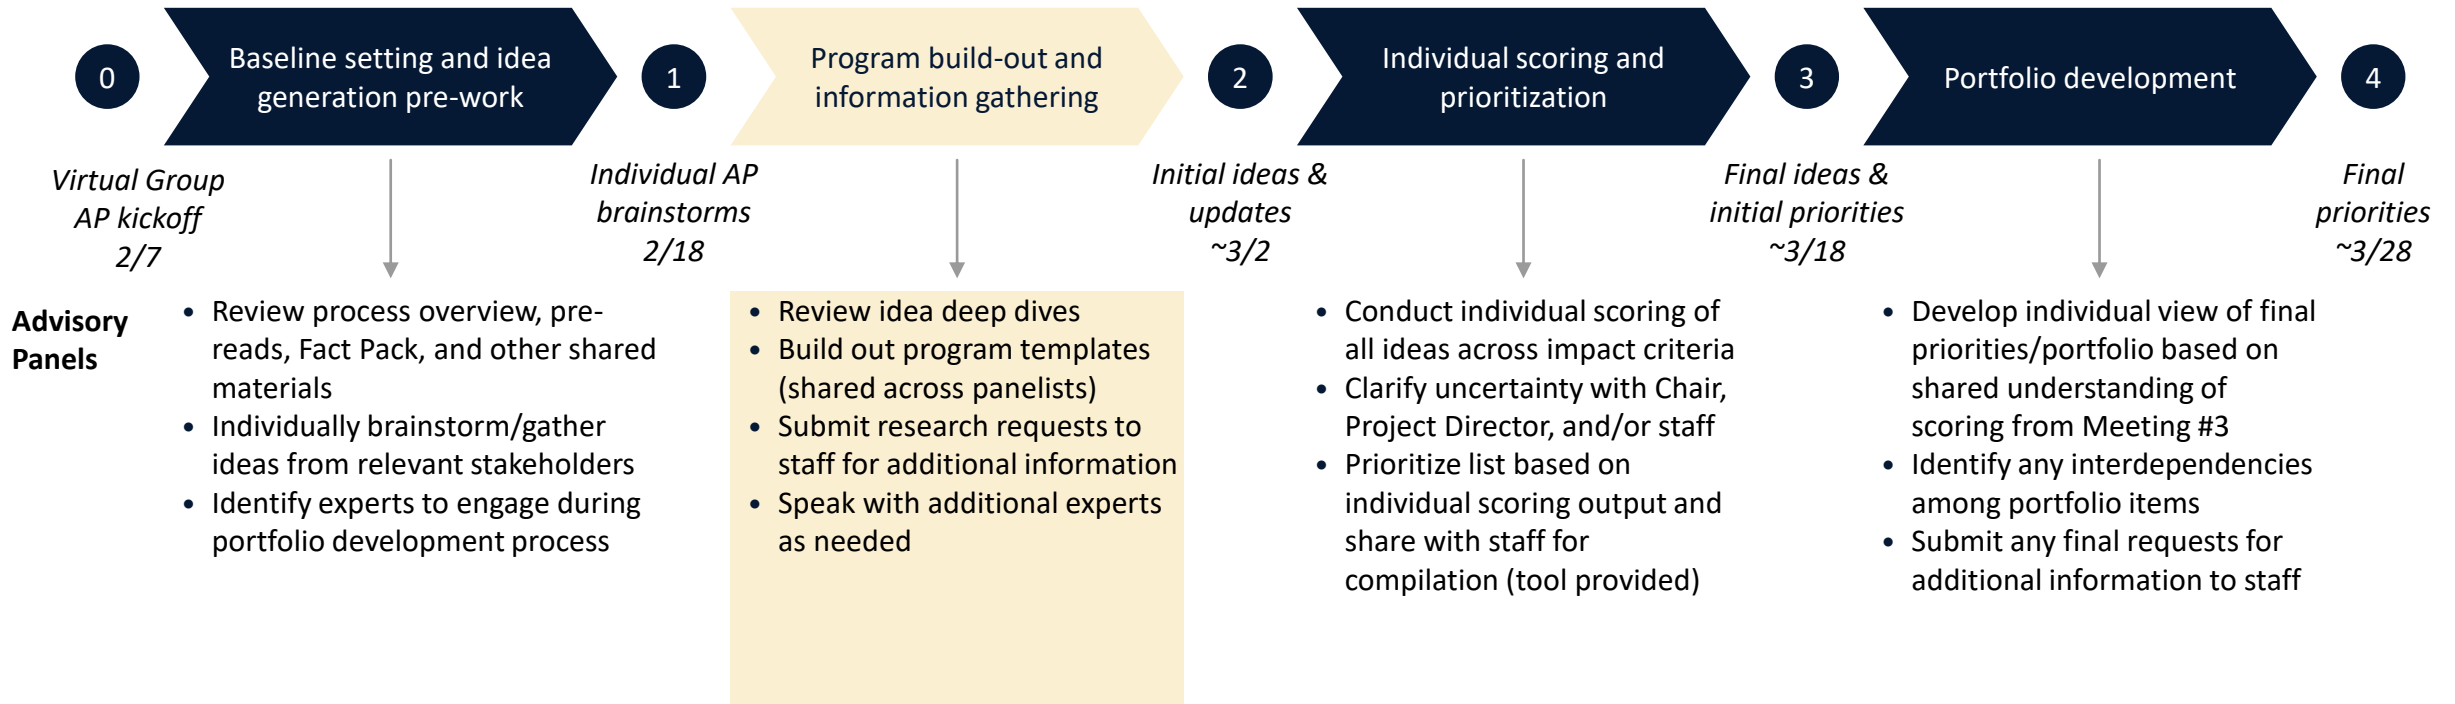 0
Baseline setting and idea
generation pre-work
1
Program build-out and
information gathering
2
Individual scoring and
prioritization
3
Portfolio development
4
Virtual Group
AP kickoff
2/7
Individual AP
brainstorms
2/18
Initial ideas &
updates
~3/2
Final ideas &
initial priorities
~3/18
Final
priorities
~3/28
Advisory
Panels
• Review process overview, pre-
reads, Fact Pack, and other shared
materials
• Individually brainstorm/gather
ideas from relevant stakeholders
• Identify experts to engage during
portfolio development process
• Review idea deep dives
• Build out program templates
(shared across panelists)
• Submit research requests to
staff for additional information
• Speak with additional experts
as needed
• Conduct individual scoring of
all ideas across impact criteria
• Clarify uncertainty with Chair,
Project Director, and/or staff
• Prioritize list based on
individual scoring output and
share with staff for
compilation (tool provided)
• Develop individual view of final
priorities/portfolio based on
shared understanding of
scoring from Meeting #3
• Identify any interdependencies
among portfolio items
• Submit any final requests for
additional information to staff